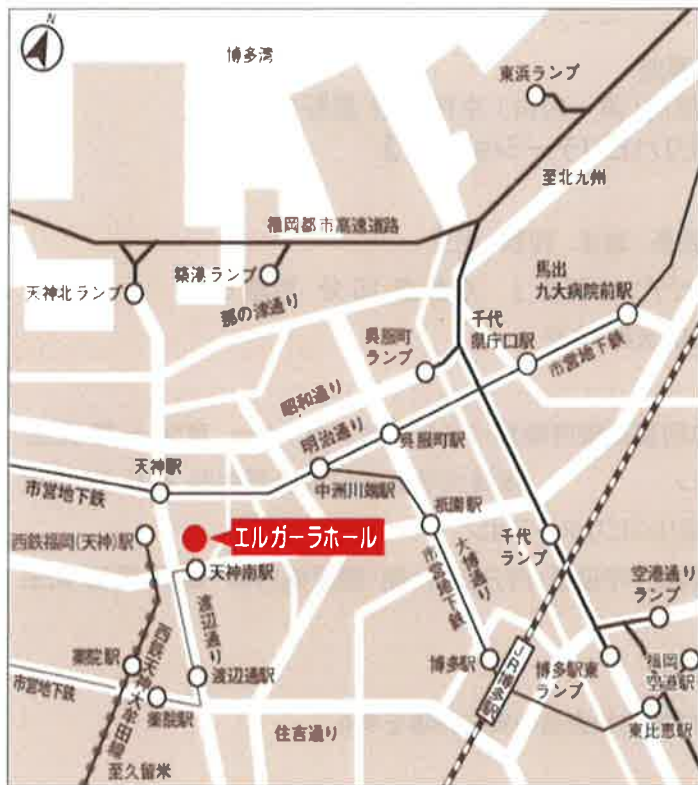 N
博多湾
東浜ランプ
至北九州
福岡都市高速道路
天神北ランプ
築港ランプ
那の津通り
馬出
九大病院前駅
千代
県庁口駅
呉服町
ランプ
市営地下鉄
昭和通り
明治通り
呉服町駅
天神駅
中洲川端駅
市営地下鉄
祇園駅
西鉄福岡(天神)駅
エルガーラホール
千代
ランプ
天神南駅
大博通り
市営地下鉄
空港通り
ランプ
渡辺通り
薬院駅
西鉄天神大牟田線
渡辺通駅
博多駅
JR博多駅
博多駅東
ランプ
福岡
空港駅
市営地下鉄
薬院駅
東比恵駅
住吉通り
至久留米